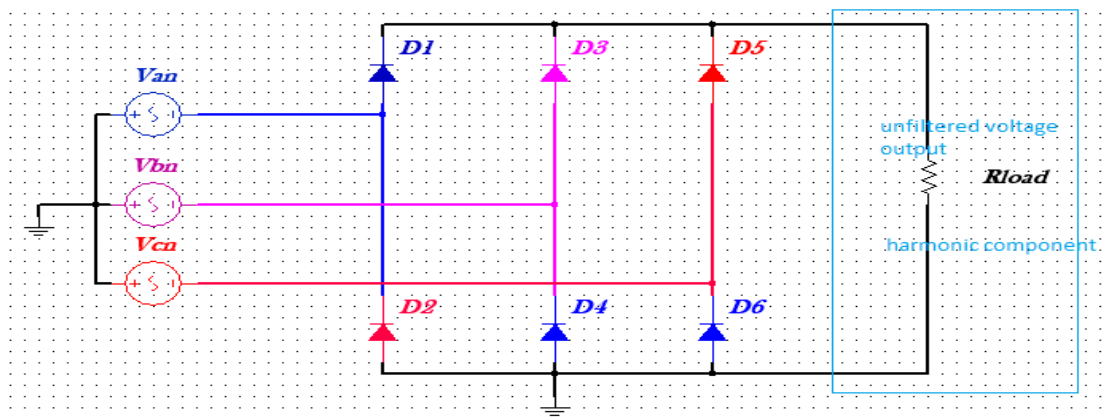 D1
D3
D5
Van
unfiltered voltage
output
Vbn
Rload
Vcn
harmonic component
D2
D4
D6